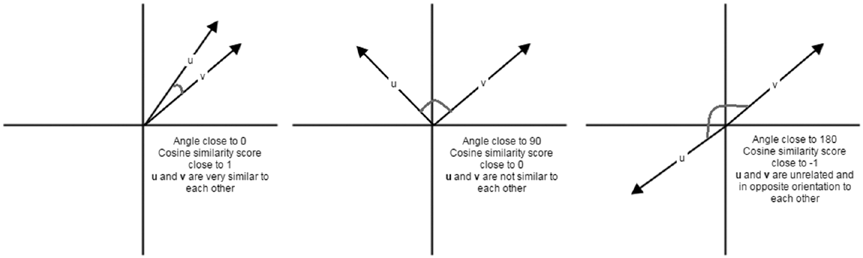 u
v
Angle close to 0
Cosine similarity score
close to 1
u and v are very similar to
each other
u
v
Angle close to 90
Cosine similarity score
close to 0
u and v are not similar to
each other
v
u
Angle close to 180
Cosine similarity score
close to -1
u and v are unrelated and
in opposite orientation to
each other